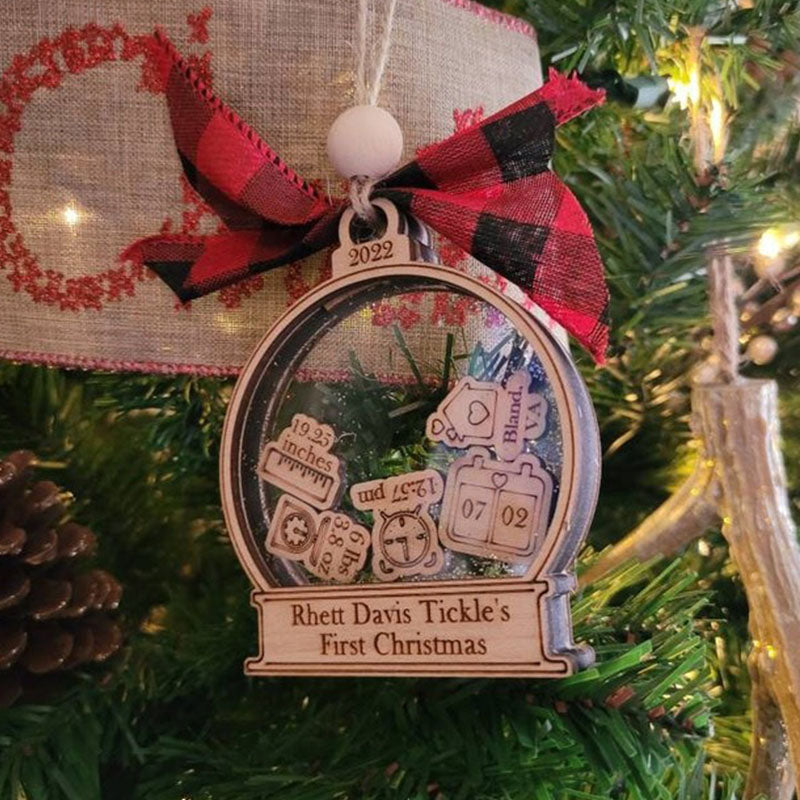 2022
19.25
inches
Bland,
VA
12:57 pm
07 02
6 lbs
3.8 oz
Rhett Davis Tickle's
First Christmas